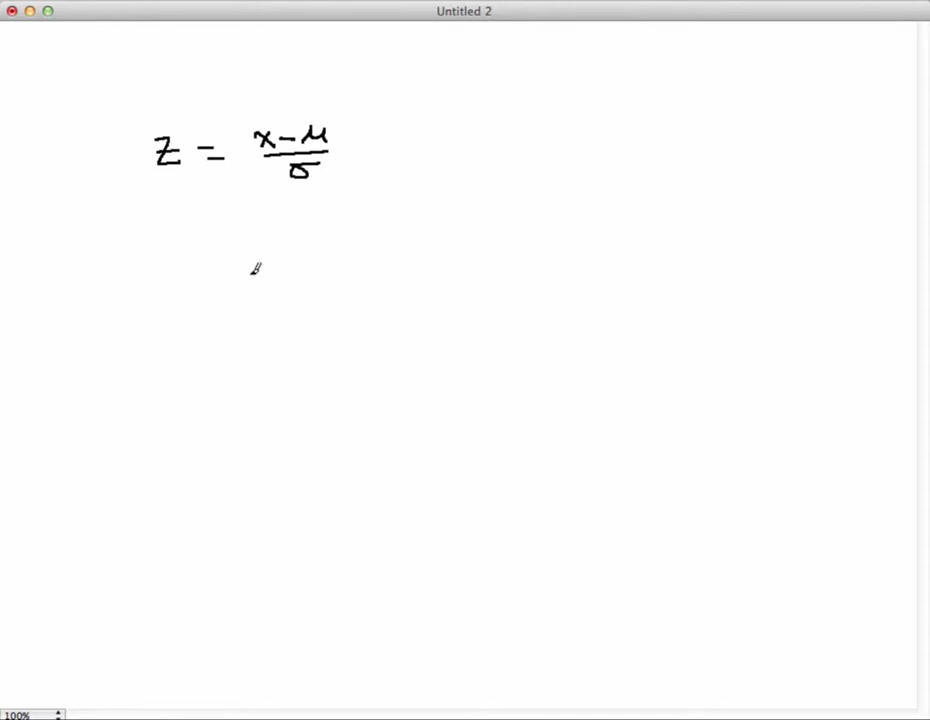 Untitled 2
z = x-μ/σ
100%